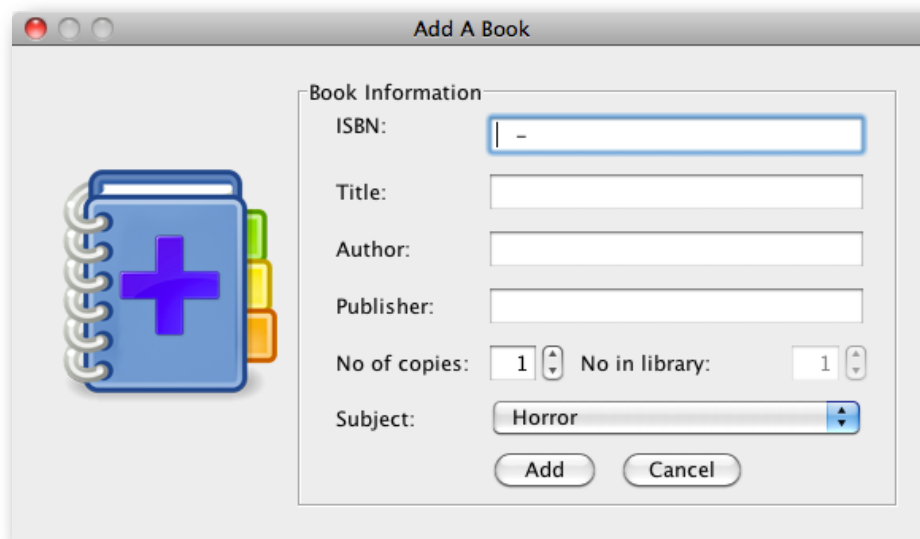 Add A Book
Book Information
ISBN: -
Title:
Author:
Publisher:
No of copies: 1 No in library: 1
Subject: Horror
Add Cancel